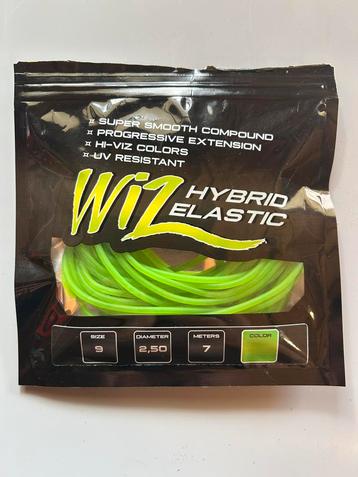 ¤ SUPER SMOOTH COMPOUND
¤ PROGRESSIVE EXTENSION
¤ HI-VIZ COLORS
¤ UV RESISTANT
WIZ HYBRID
ELASTIC
SIZE DIAMETER METERS COLOR
9 2,50 7